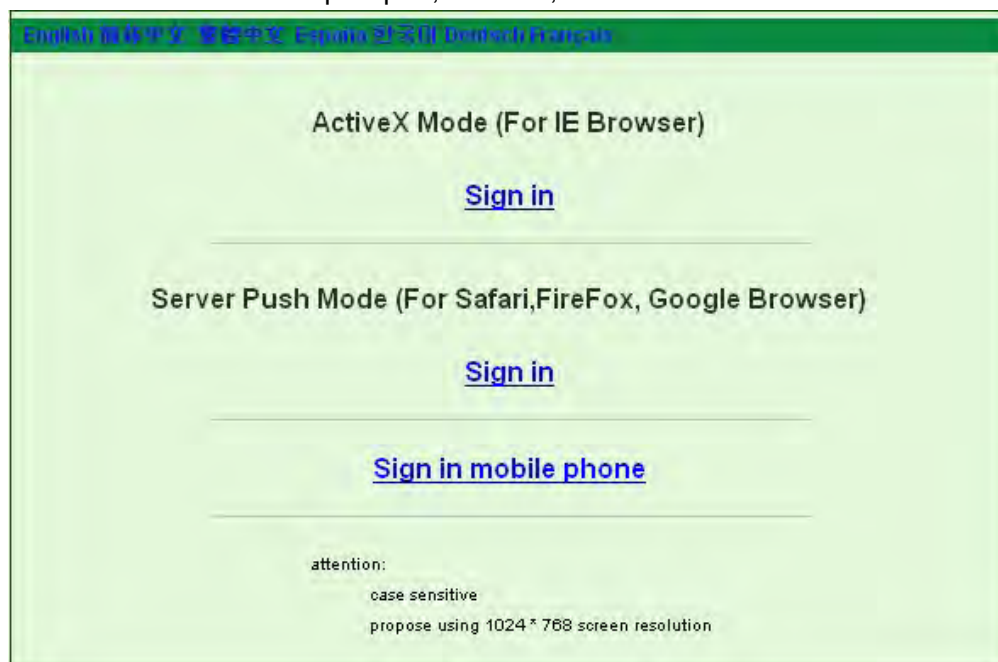 English 简体中文 繁體中文 Espania 한국어 Deutsch Français
ActiveX Mode (For IE Browser)
Sign in
Server Push Mode (For Safari,FireFox, Google Browser)
Sign in
Sign in mobile phone
attention:
case sensitive
propose using 1024 * 768 screen resolution